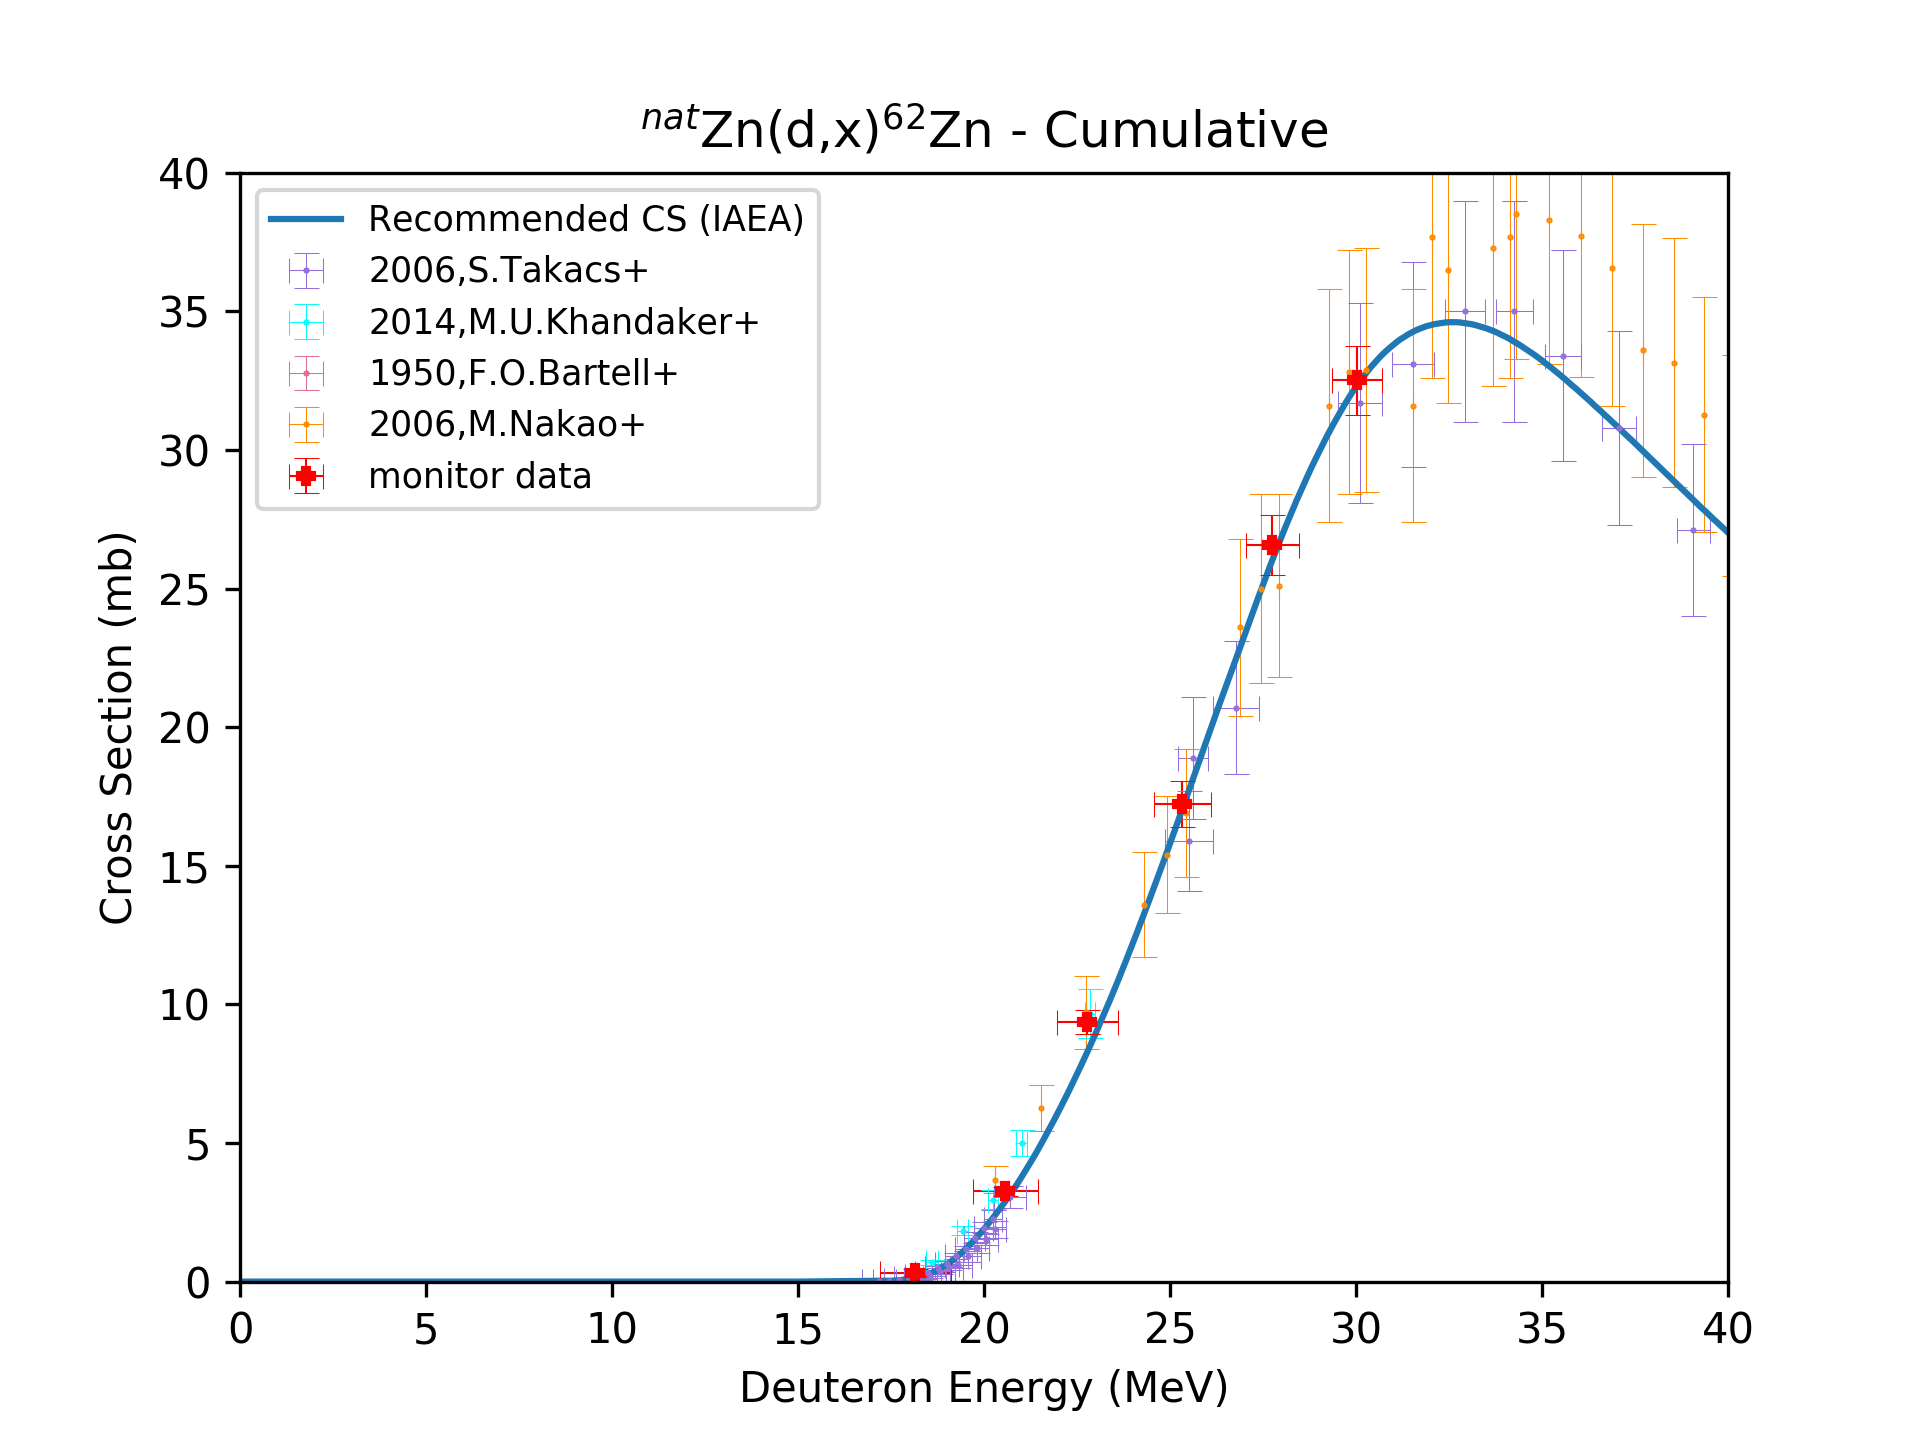 natZn(d,x)62Zn - Cumulative
Recommended CS (IAEA)
2006,S.Takacs+
2014,M.U.Khandaker+
1950,F.O.Bartell+
2006,M.Nakao+
monitor data
Cross Section (mb)
40
35
30
25
20
15
10
5
0
0 5 10 15 20 25 30 35 40
Deuteron Energy (MeV)